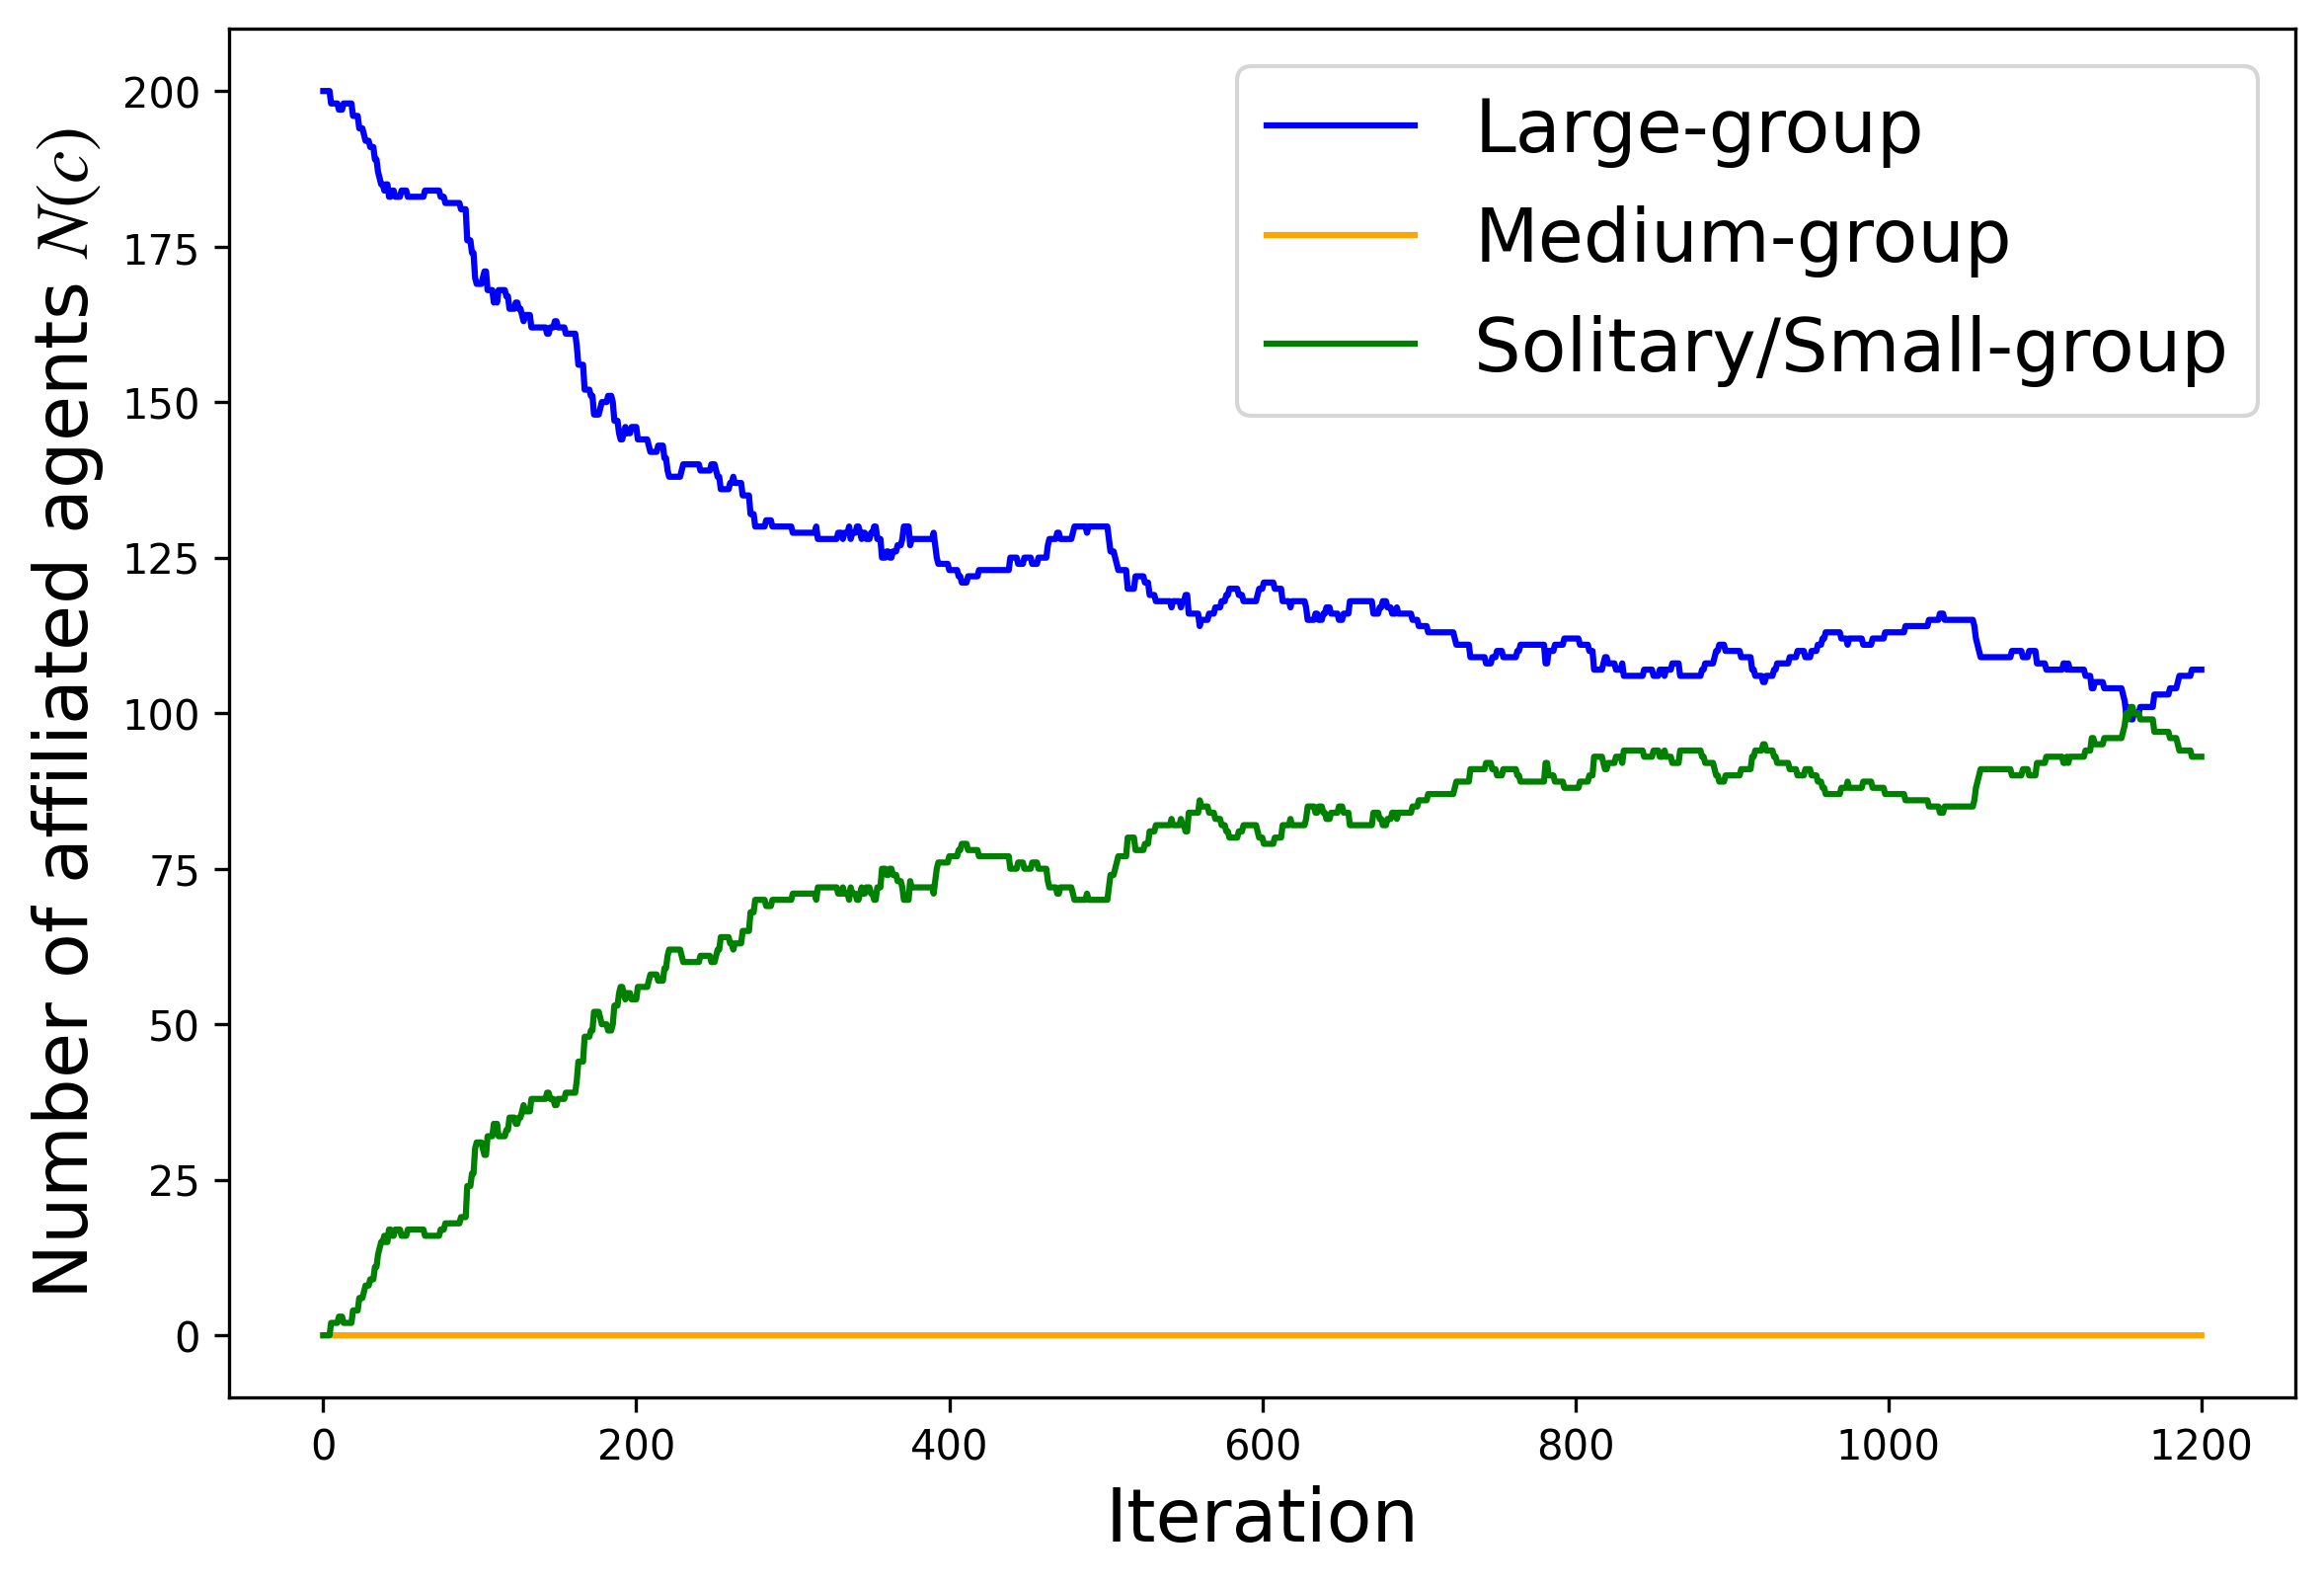 Number of affiliated agents N(c)
200
175
150
125
100
75
50
25
0
Large-group
Medium-group
Solitary/Small-group
0 200 400 600 800 1000 1200
Iteration